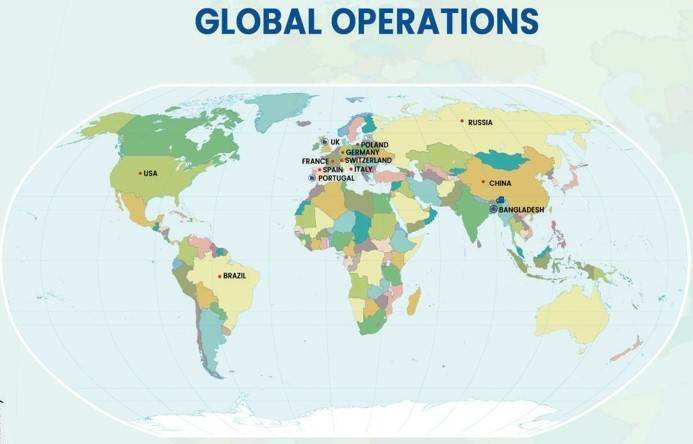 GLOBAL OPERATIONS
RUSSIA
UK
POLAND
GERMANY
FRANCE
SWITZERLAND
SPAIN
ITALY
PORTUGAL
USA
CHINA
BANGLADESH
BRAZIL